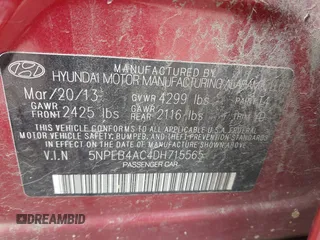 HYUNDAI MOTOR MANUFACTURING ALABAMA
Mar/20/13 GVWR 4299 lbs
GAWR FRONT 2425 lbs GAWR REAR 2116 lbs
THIS VEHICLE CONFORMS TO ALL APPLICABLE U.S. FEDERAL
MOTOR VEHICLE SAFETY, BUMPER, AND THEFT PREVENTION STANDARDS
IN EFFECT ON THE DATE OF MANUFACTURE SHOWN ABOVE.
V.I.N 5NPEB4AC4DH715565
PASSENGER CAR
© DREAMBID